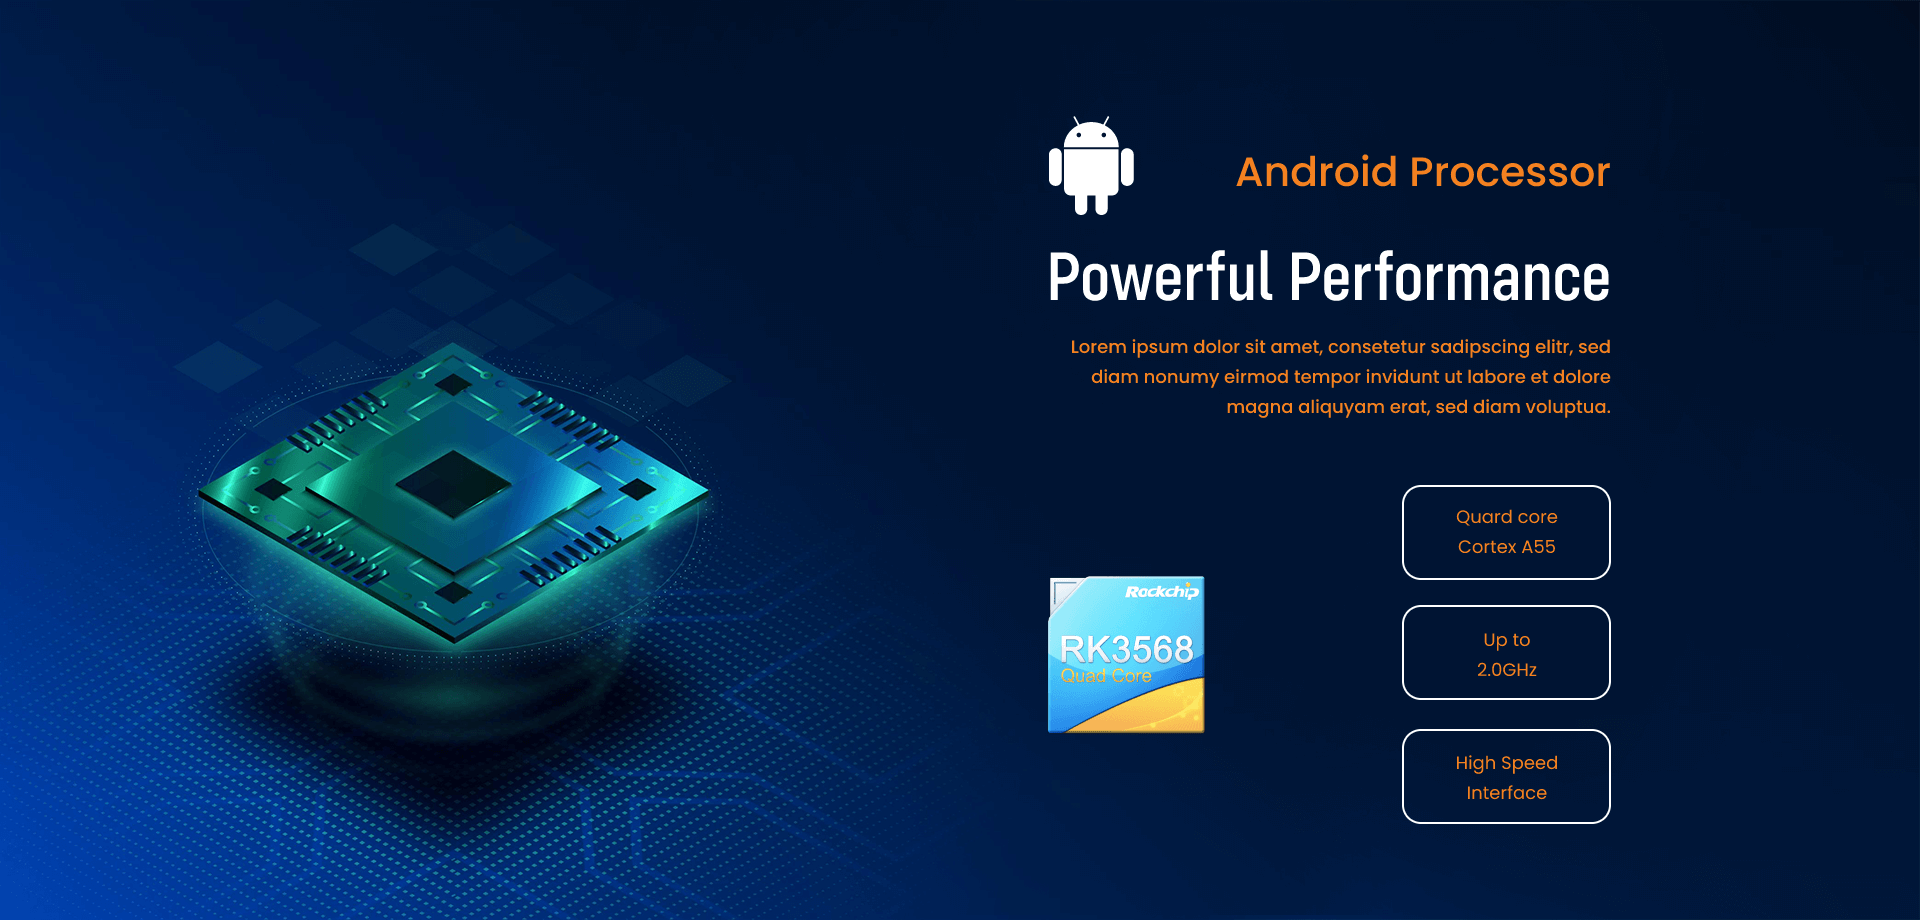 Android Processor
Powerful Performance
Lorem ipsum dolor sit amet, consetetur sadipscing elitr, sed
diam nonumy eirmod tempor invidunt ut labore et dolore
magna aliquyam erat, sed diam voluptua.
Quard core
Cortex A55
Rockchip
RK3568
Quad Core
Up to
2.0GHz
High Speed
Interface